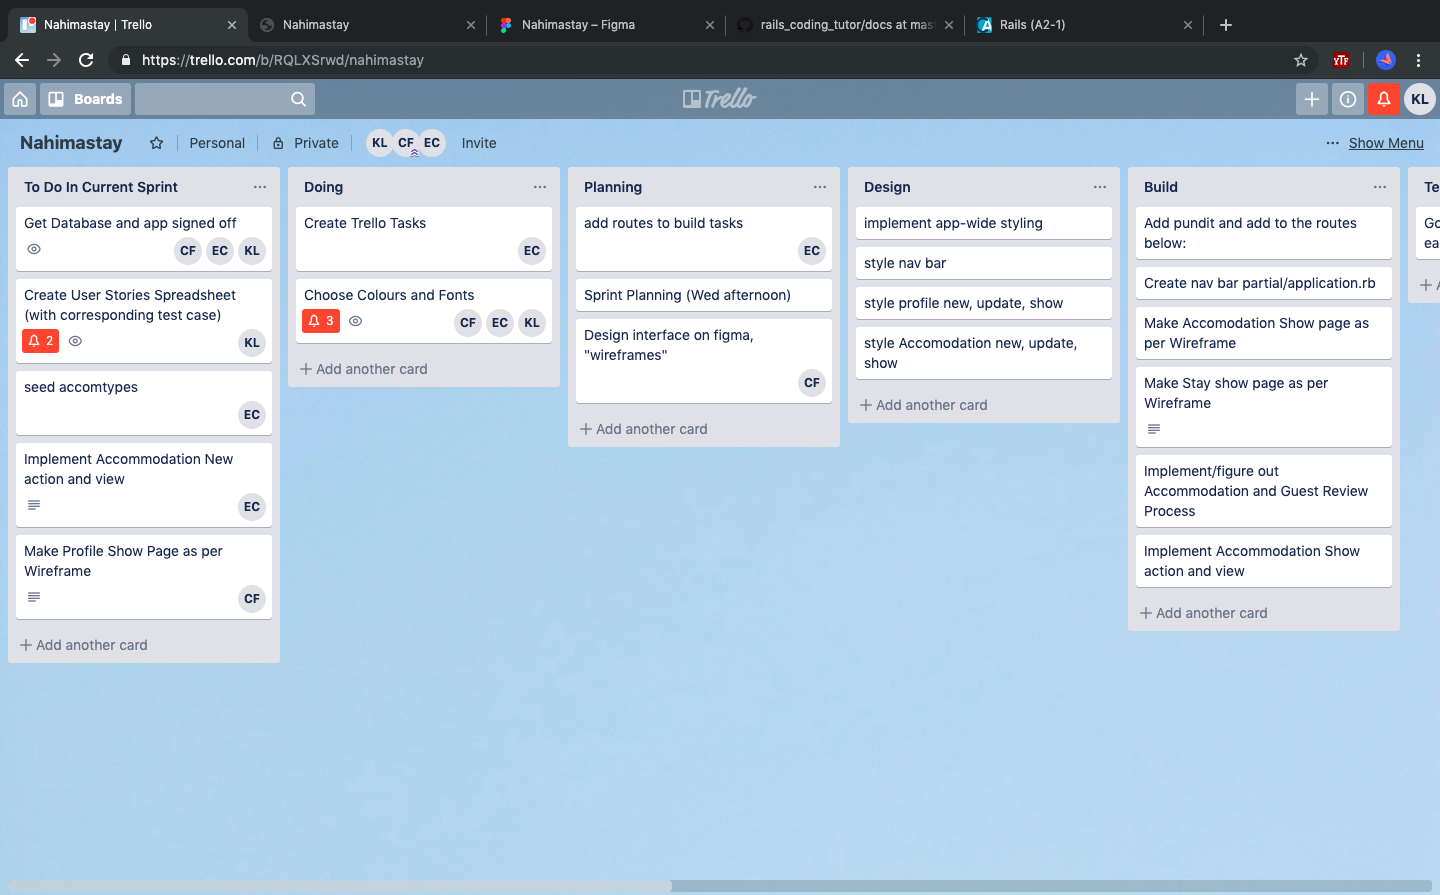 Nahimastay | Trello
Nahimastay
Nahimastay – Figma
rails_coding_tutor/docs at mas
Rails (A2-1)
https://trello.com/b/RQLXSrwd/nahimastay
YTF
Boards
Trello
KL
Nahimastay
Personal
Private
KL CF EC
Invite
Show Menu
To Do In Current Sprint
Get Database and app signed off
CF EC KL
Create User Stories Spreadsheet
(with corresponding test case)
2
KL
seed accomtypes
EC
Implement Accommodation New
action and view
EC
Make Profile Show Page as per
Wireframe
CF
Add another card
Doing
Create Trello Tasks
EC
Choose Colours and Fonts
3
CF EC KL
Add another card
Planning
add routes to build tasks
EC
Sprint Planning (Wed afternoon)
Design interface on figma,
"wireframes"
CF
Add another card
Design
implement app-wide styling
style nav bar
style profile new, update, show
style Accomodation new, update,
show
Add another card
Build
Add pundit and add to the routes
below:
Create nav bar partial/application.rb
Make Accomodation Show page as
per Wireframe
Make Stay show page as per
Wireframe
Implement/figure out
Accommodation and Guest Review
Process
Implement Accommodation Show
action and view
Add another card
Te
Go
ea